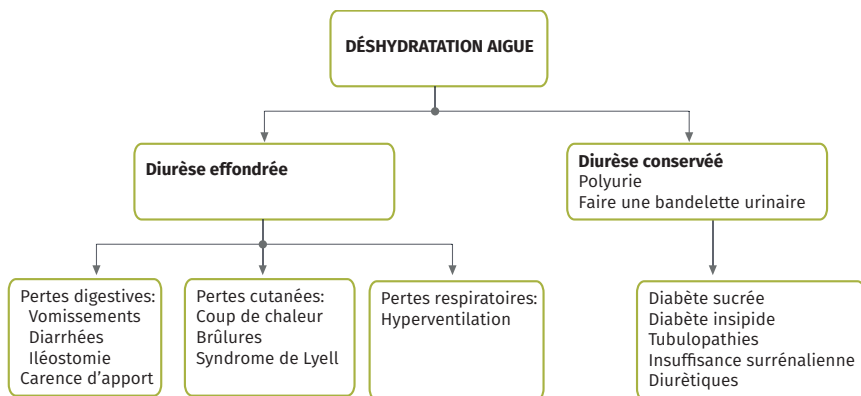 DÉSHYDRATATION AIGUE
Diurèse effondrée
Diurèse conservéé
Polyurie
Faire une bandelette urinaire
Pertes digestives:
Vomissements
Diarrhées
Iléostomie
Carence d’apport
Pertes cutanées:
Coup de chaleur
Brûlures
Syndrome de Lyell
Pertes respiratoires:
Hyperventilation
Diabète sucrée
Diabète insipide
Tubulopathies
Insuffisance surrénalienne
Diurètiques